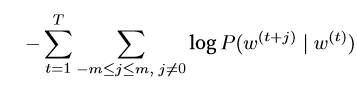 $-\sum_{t=1}^{T} \sum_{-m \leq j \leq m,\ j \neq 0} \log P(w^{(t+j)} \mid w^{(t)})$